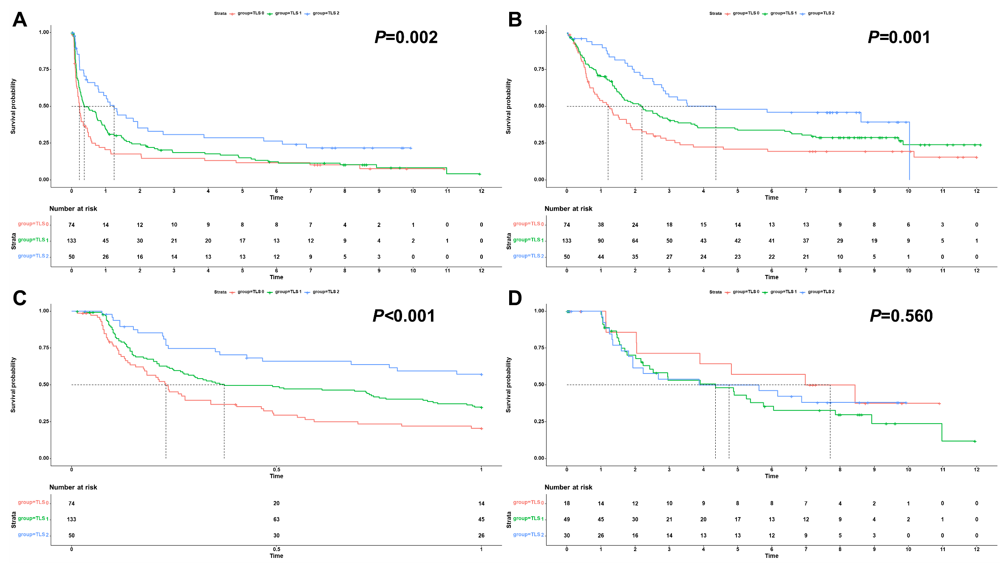 A
Strata group=TLS 0 group=TLS 1 group=TLS 2
P=0.002
Survival probability
1.00
0.75
0.50
0.25
0.00
0 1 2 3 4 5 6 7 8 9 10 11 12
Time
Number at risk
Strata
group=TLS 0 74 14 12 10 9 8 8 7 4 2 1 0 0
group=TLS 1 133 45 30 21 20 17 13 12 9 4 2 1 0
group=TLS 2 50 26 16 14 13 13 12 9 5 3 0 0 0
0 1 2 3 4 5 6 7 8 9 10 11 12
Time
B
Strata group=TLS 0 group=TLS 1 group=TLS 2
P=0.001
Survival probability
1.00
0.75
0.50
0.25
0.00
0 1 2 3 4 5 6 7 8 9 10 11 12
Time
Number at risk
Strata
group=TLS 0 74 38 24 18 15 14 13 13 9 8 6 3 0
group=TLS 1 133 90 64 50 43 42 41 37 29 19 9 5 1
group=TLS 2 50 44 35 27 24 23 22 21 10 5 1 0 0
0 1 2 3 4 5 6 7 8 9 10 11 12
Time
C
Strata group=TLS 0 group=TLS 1 group=TLS 2
P<0.001
Survival probability
1.00
0.75
0.50
0.25
0.00
0 0.5 1
Time
Number at risk
Strata
group=TLS 0 74 20 14
group=TLS 1 133 63 45
group=TLS 2 50 30 26
0 0.5 1
Time
D
Strata group=TLS 0 group=TLS 1 group=TLS 2
P=0.560
Survival probability
1.00
0.75
0.50
0.25
0.00
0 1 2 3 4 5 6 7 8 9 10 11 12
Time
Number at risk
Strata
group=TLS 0 18 14 12 10 9 8 8 7 4 2 1 0 0
group=TLS 1 49 45 30 21 20 17 13 12 9 4 2 1 0
group=TLS 2 30 26 16 14 13 13 12 9 5 3 0 0 0
0 1 2 3 4 5 6 7 8 9 10 11 12
Time